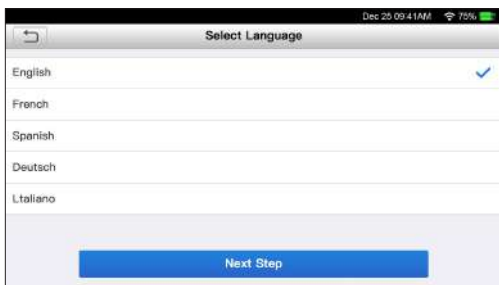 Dec 25 09:41AM 75%
Select Language
English
French
Spanish
Deutsch
Ltaliano
Next Step